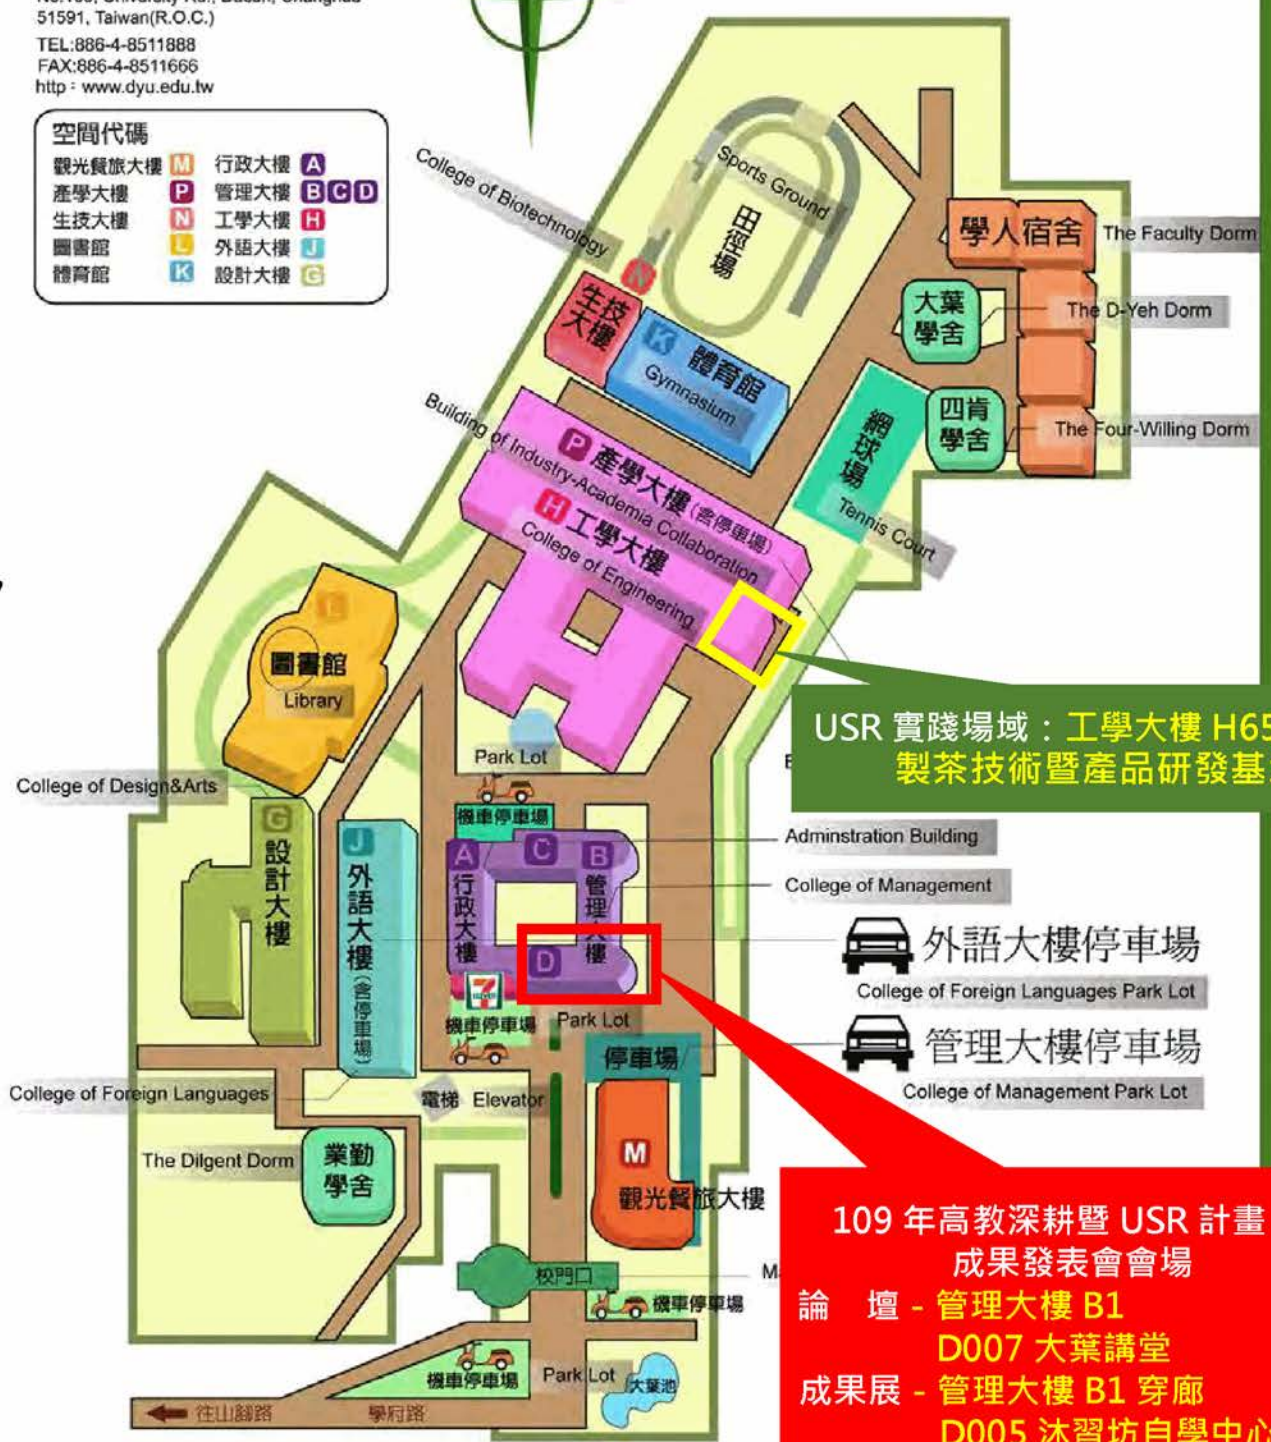 51591, Taiwan(R.O.C.)
TEL:886-4-8511888
FAX:886-4-8511666
http：www.dyu.edu.tw
空間代碼
觀光餐旅大樓 M 行政大樓 A
產學大樓 P 管理大樓 B C D
生技大樓 N 工學大樓 H
圖書館 L 外語大樓 J
體育館 K 設計大樓 G
College of Biotechnology
Sports Ground
田徑場
學人宿舍
The Faculty Dorm
大葉
學舍
The D-Yeh Dorm
N
生技
大樓
K 體育館
Gymnasium
四肯
學舍
The Four-Willing Dorm
網球場
Tennis Court
P 產學大樓(含停車場)
Building of Industry-Academia Collaboration
H 工學大樓
College of Engineering
L
圖書館
Library
USR 實踐場域：工學大樓 H65
製茶技術暨產品研發基
Park Lot
機車停車場
College of Design&Arts
G
設計大樓
J
外語大樓(含停車場)
A
行政大樓
C
B
管理大樓
D
Adminstration Building
College of Management
外語大樓停車場
College of Foreign Languages Park Lot
管理大樓停車場
College of Management Park Lot
7
ELEVEN
機車停車場
Park Lot
停車場
College of Foreign Languages
電梯 Elevator
The Dilgent Dorm
業勤
學舍
M
觀光餐旅大樓
校門口
機車停車場
109 年高教深耕暨 USR 計畫
成果發表會會場
論 壇 - 管理大樓 B1
D007 大葉講堂
成果展 - 管理大樓 B1 穿廊
D005 沐習坊自學中心
機車停車場
Park Lot
大葉池
往山腳路
學府路